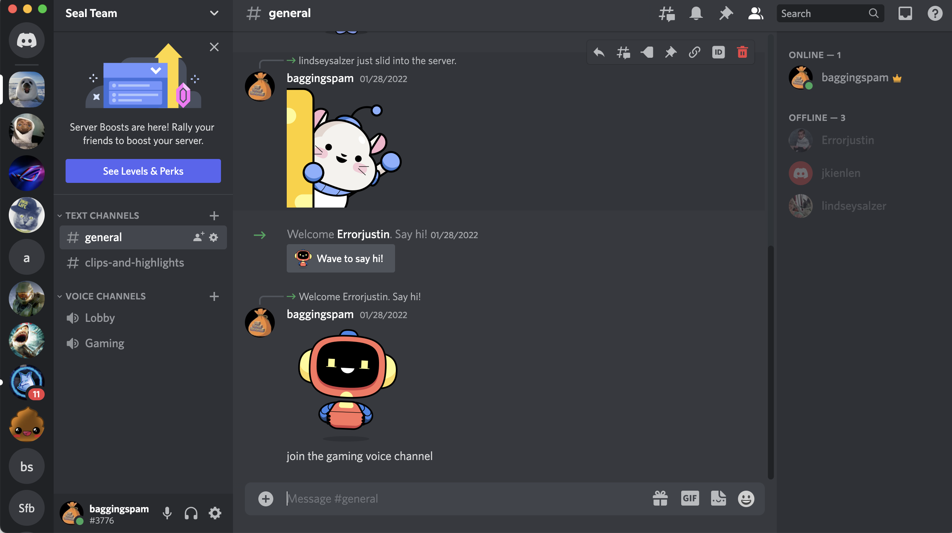 Seal Team
Server Boosts are here! Rally your
friends to boost your server.
See Levels & Perks
TEXT CHANNELS
general
clips-and-highlights
VOICE CHANNELS
Lobby
Gaming
a
11
bs
Sfb
baggingspam
#3776
# general
Search
lindseysalzer just slid into the server.
baggingspam 01/28/2022
ID
Welcome Errorjustin. Say hi! 01/28/2022
Wave to say hi!
Welcome Errorjustin. Say hi!
baggingspam 01/28/2022
join the gaming voice channel
Message #general
GIF
ONLINE — 1
baggingspam
OFFLINE — 3
Errorjustin
jkienlen
lindseysalzer